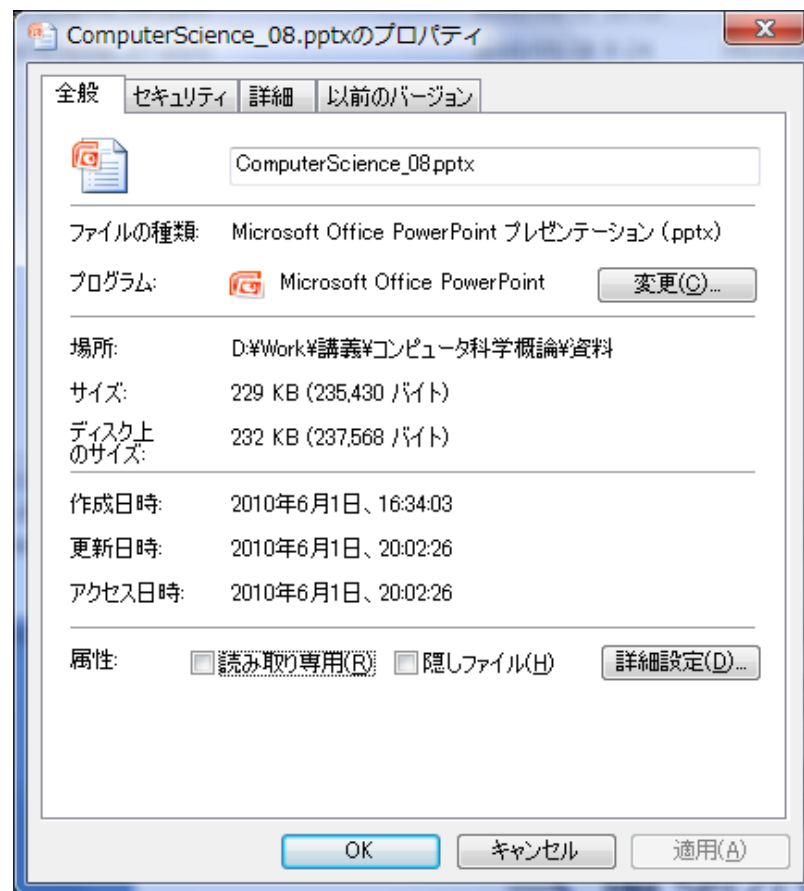 ComputerScience_08.pptxのプロパティ
全般 セキュリティ 詳細 以前のバージョン
ComputerScience_08.pptx
ファイルの種類: Microsoft Office PowerPoint プレゼンテーション (.pptx)
プログラム: Microsoft Office PowerPoint 変更(C)...
場所: D:¥Work¥講義¥コンピュータ科学概論¥資料
サイズ: 229 KB (235,430 バイト)
ディスク上
のサイズ: 232 KB (237,568 バイト)
作成日時: 2010年6月1日、16:34:03
更新日時: 2010年6月1日、20:02:26
アクセス日時: 2010年6月1日、20:02:26
属性: 読み取り専用(R) 隠しファイル(H) 詳細設定(D)...
OK キャンセル 適用(A)